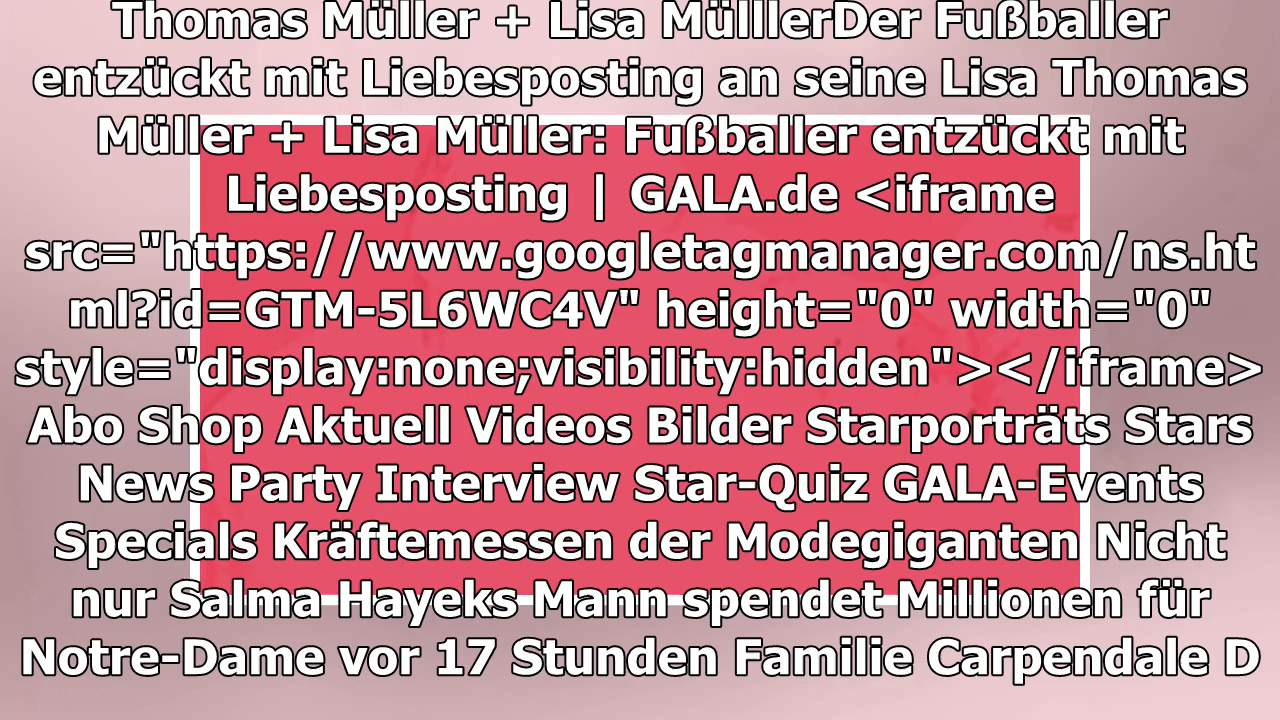 Thomas Müller + Lisa MülllerDer Fußballer
entzückt mit Liebesposting an seine Lisa Thomas
Müller + Lisa Müller: Fußballer entzückt mit
Liebesposting | GALA.de <iframe
src="https://www.googletagmanager.com/ns.ht
ml?id=GTM-5L6WC4V" height="0" width="0"
style="display:none;visibility:hidden"></iframe>
Abo Shop Aktuell Videos Bilder Starporträts Stars
News Party Interview Star-Quiz GALA-Events
Specials Kräftemessen der Modegiganten Nicht
nur Salma Hayeks Mann spendet Millionen für
Notre-Dame vor 17 Stunden Familie Carpendale D